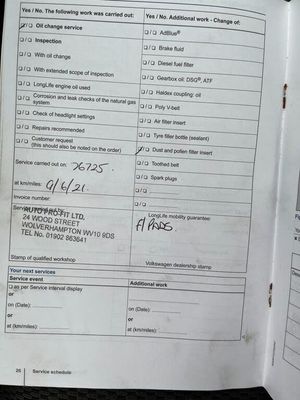 Yes / No. The following work was carried out:
Yes / No. Additional work - Change of:
❑/❑ Oil change service
❑/❑ AdBlue®
❑/❑ Inspection
❑/❑ Brake fluid
❑/❑ With oil change
❑/❑ Diesel fuel filter
❑/❑ With extended scope of inspection
❑/❑ Gearbox oil: DSG®, ATF
❑/❑ LongLife engine oil used
❑/❑ Haldex coupling: oil
❑/❑ Corrosion and leak checks of the natural gas
system
❑/❑ Poly V-belt
❑/❑ Check of headlight settings
❑/❑ Air filter insert
❑/❑ Repairs recommended
❑/❑ Tyre filler bottle (sealant)
❑/❑ Customer request
(this should also be noted on the order)
❑/❑ Dust and pollen filter insert
❑/❑ Toothed belt
Service carried out on: 76725.
❑/❑ Spark plugs
at km/miles: 9/6/21.
❑/❑
Invoice number:
❑/❑
Service
LongLife mobility guarantee:
AUTO PRO-FIT LTD,
24 WOOD STREET
WOLVERHAMPTON WV10 9DS
TEL No. 01902 863641
F/PADS.
Stamp of qualified workshop
Volkswagen dealership stamp
Your next services
Service event
Additional work
❑ as per Service interval display
or
on (Date):
on (Date):
or
or
at (km/miles):
at (km/miles):
26 Service schedule